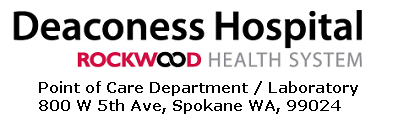 Deaconess Hospital
ROCKWOOD HEALTH SYSTEM
Point of Care Department / Laboratory
800 W 5th Ave, Spokane WA, 99024